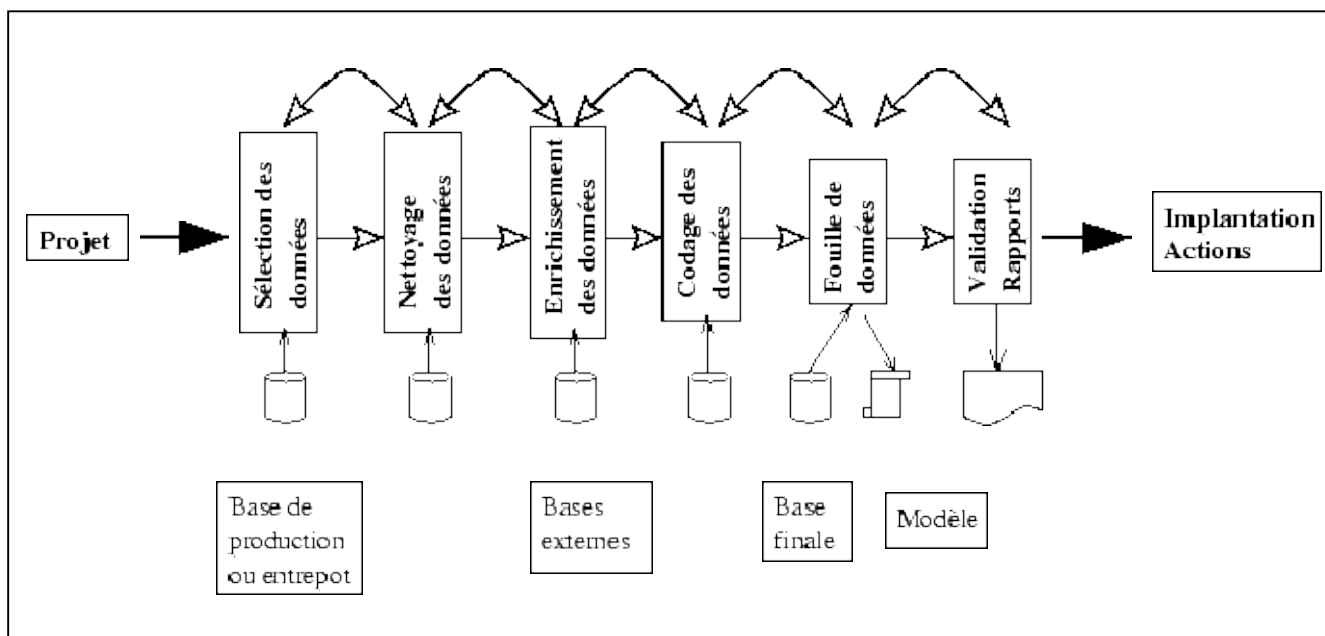 Projet
Sélection des
données
Nettoyage
des données
Enrichissement
des données
Codage des
données
Fouille de
données
Validation
Rapports
Implantation
Actions
Base de
production
ou entrepot
Bases
externes
Base
finale
Modèle